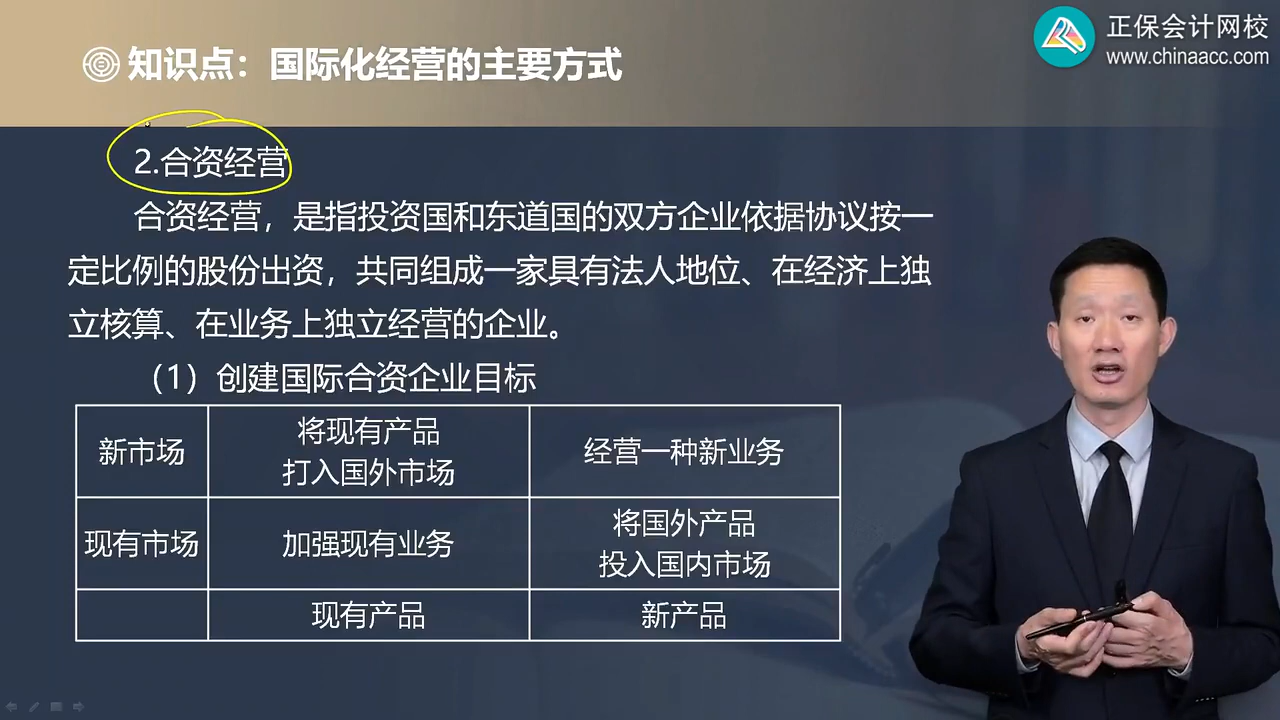 正保会计网校
www.chinaacc.com
知识点：国际化经营的主要方式
2.合资经营
合资经营，是指投资国和东道国的双方企业依据协议按一
定比例的股份出资，共同组成一家具有法人地位、在经济上独
立核算、在业务上独立经营的企业。
（1）创建国际合资企业目标
新市场
将现有产品
打入国外市场
经营一种新业务
现有市场
加强现有业务
将国外产品
投入国内市场
现有产品
新产品